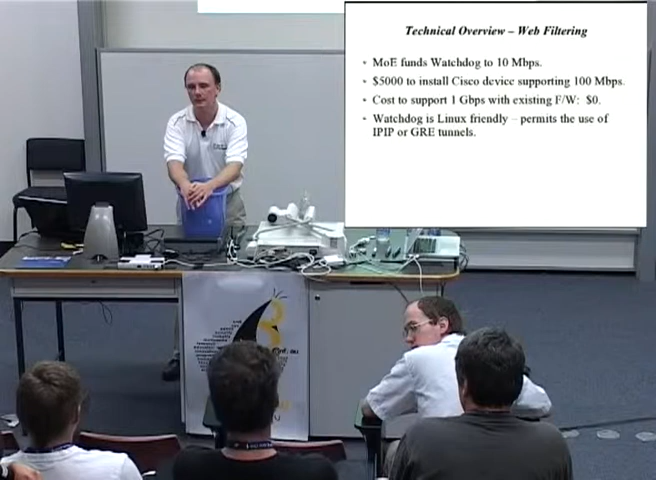 Technical Overview – Web Filtering
MoE funds Watchdog to 10 Mbps.
$5000 to install Cisco device supporting 100 Mbps.
Cost to support 1 Gbps with existing F/W: $0.
Watchdog is Linux friendly – permits the use of
IPIP or GRE tunnels.